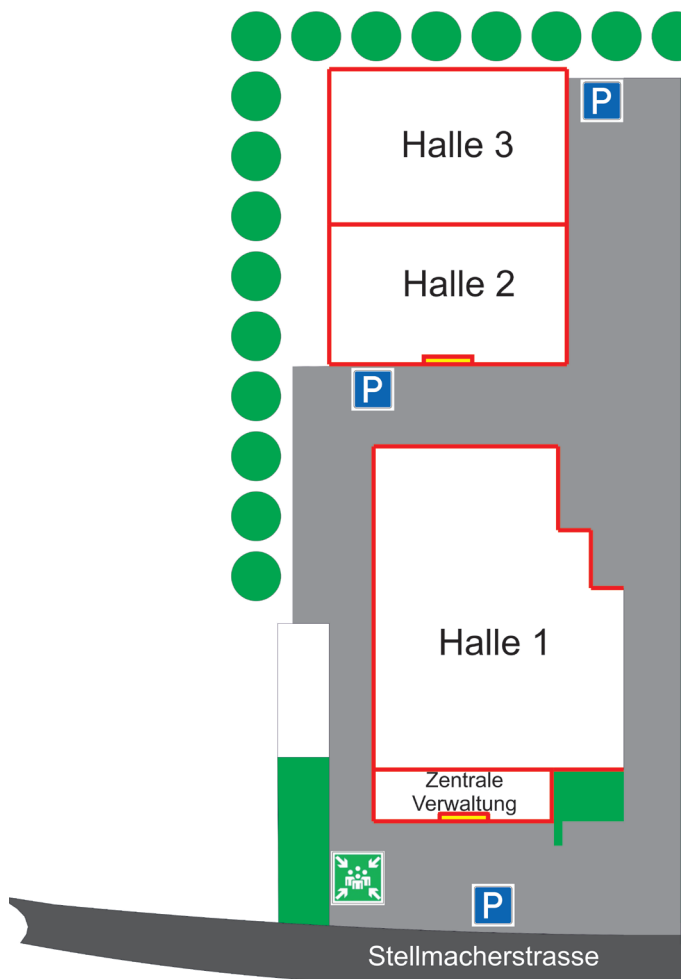 P
Halle 3
Halle 2
P
Halle 1
Zentrale
Verwaltung
P
Stellmacherstrasse